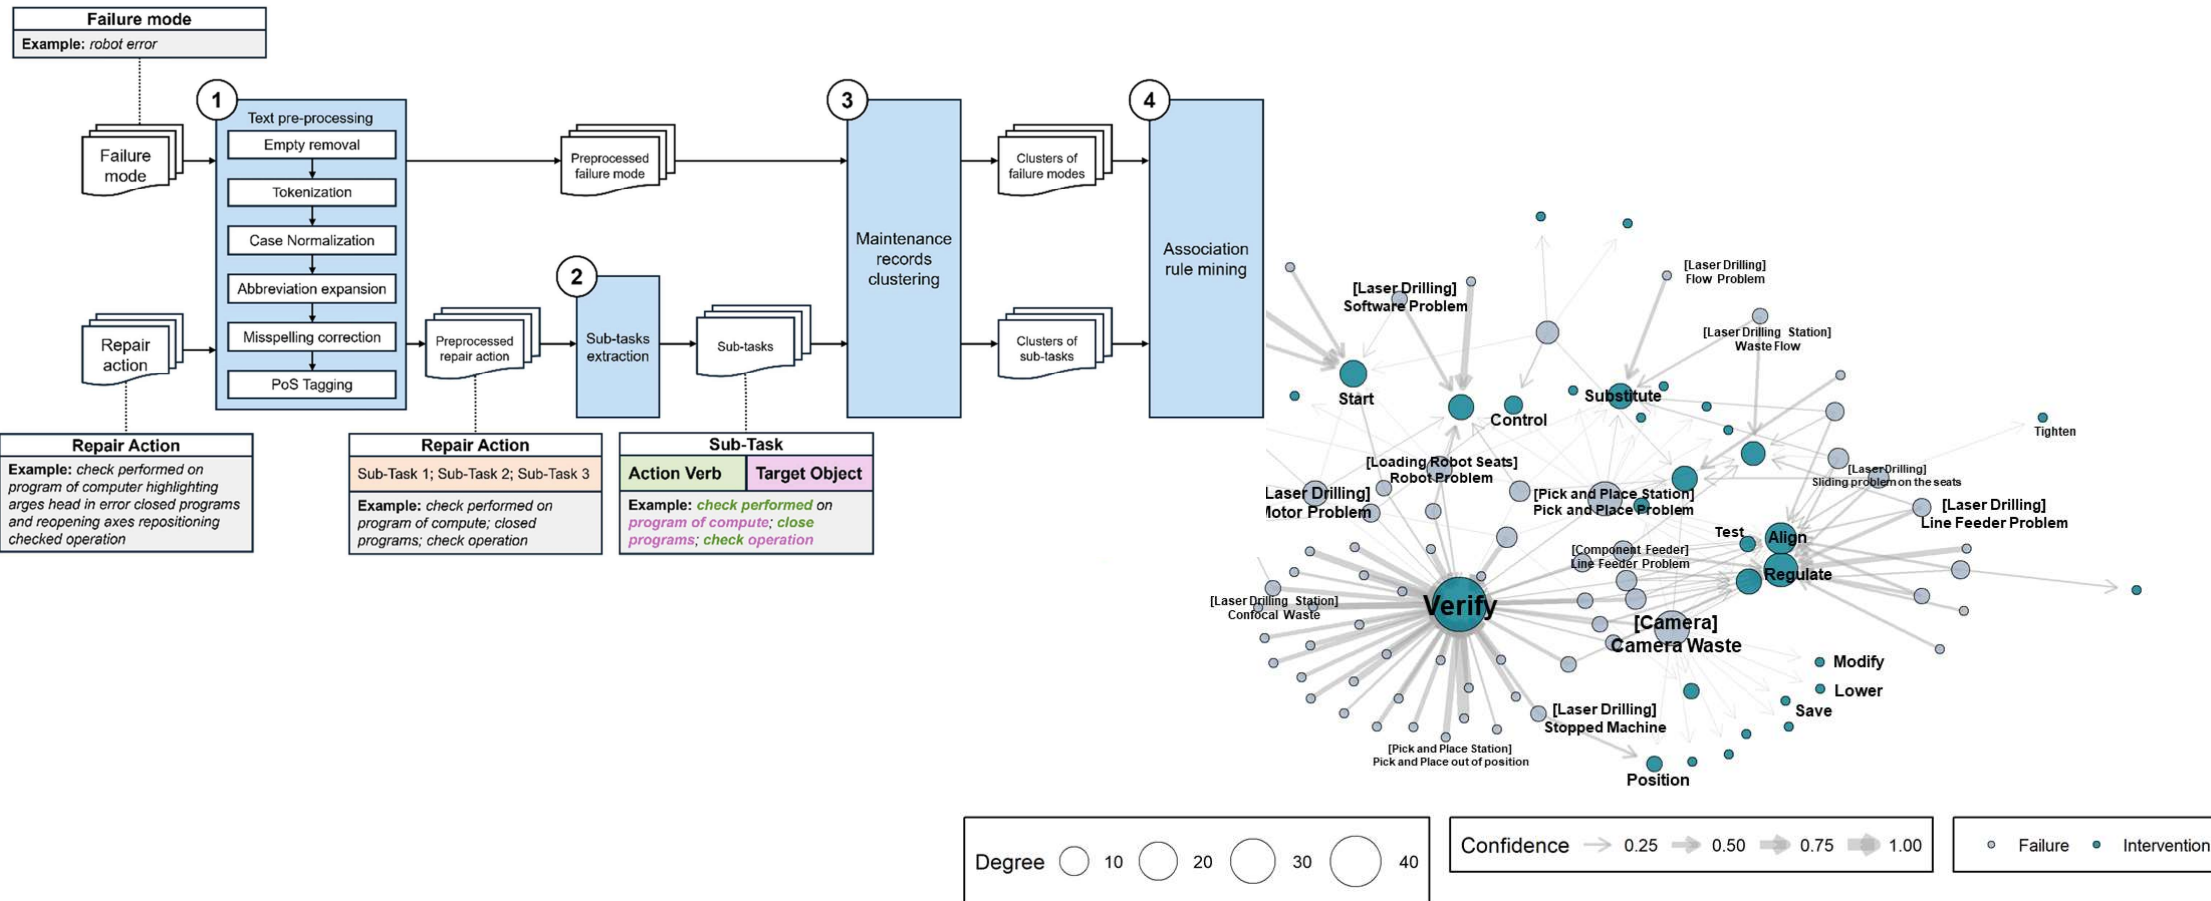 Failure mode
Example: robot error
1
Text pre-processing
Empty removal
Tokenization
Case Normalization
Abbreviation expansion
Misspelling correction
PoS Tagging
Failure
mode
Repair
action
Preprocessed
failure mode
Preprocessed
repair action
2
Sub-tasks
extraction
Sub-tasks
3
Maintenance
records
clustering
Clusters of
failure modes
Clusters of
sub-tasks
4
Association
rule mining
Repair Action
Example: check performed on
program of computer highlighting
arges head in error closed programs
and reopening axes repositioning
checked operation
Repair Action
Sub-Task 1; Sub-Task 2; Sub-Task 3
Example: check performed on
program of compute; closed
programs; check operation
Sub-Task
Action Verb
Target Object
Example: check performed on
program of compute; close
programs; check operation
[Laser Drilling]
Flow Problem
[Laser Drilling]
Software Problem
[Laser Drilling Station]
Waste Flow
Start
Control
Substitute
Tighten
[Loading Robot Seats]
Robot Problem
[Laser Drilling]
Sliding problem on the seats
Laser Drilling]
Motor Problem
[Pick and Place Station]
Pick and Place Problem
[Laser Drilling]
Line Feeder Problem
Test
Align
[Component Feeder]
Line Feeder Problem
Regulate
[Laser Drilling Station]
Confocal Waste
Verify
[Camera]
Camera Waste
Modify
Lower
Save
[Laser Drilling]
Stopped Machine
[Pick and Place Station]
Pick and Place out of position
Position
Degree 10 20 30 40
Confidence 0.25 0.50 0.75 1.00
Failure Intervention